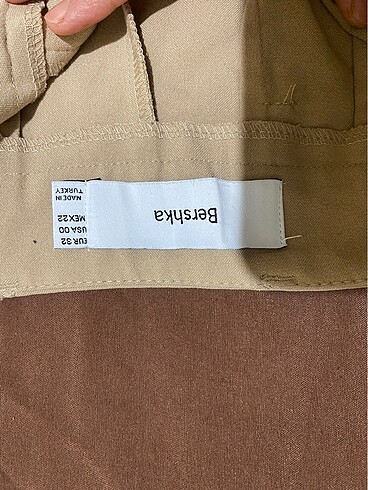 Bershka
EUR 32
USA 00
MEX 22
MADE IN
TURKEY